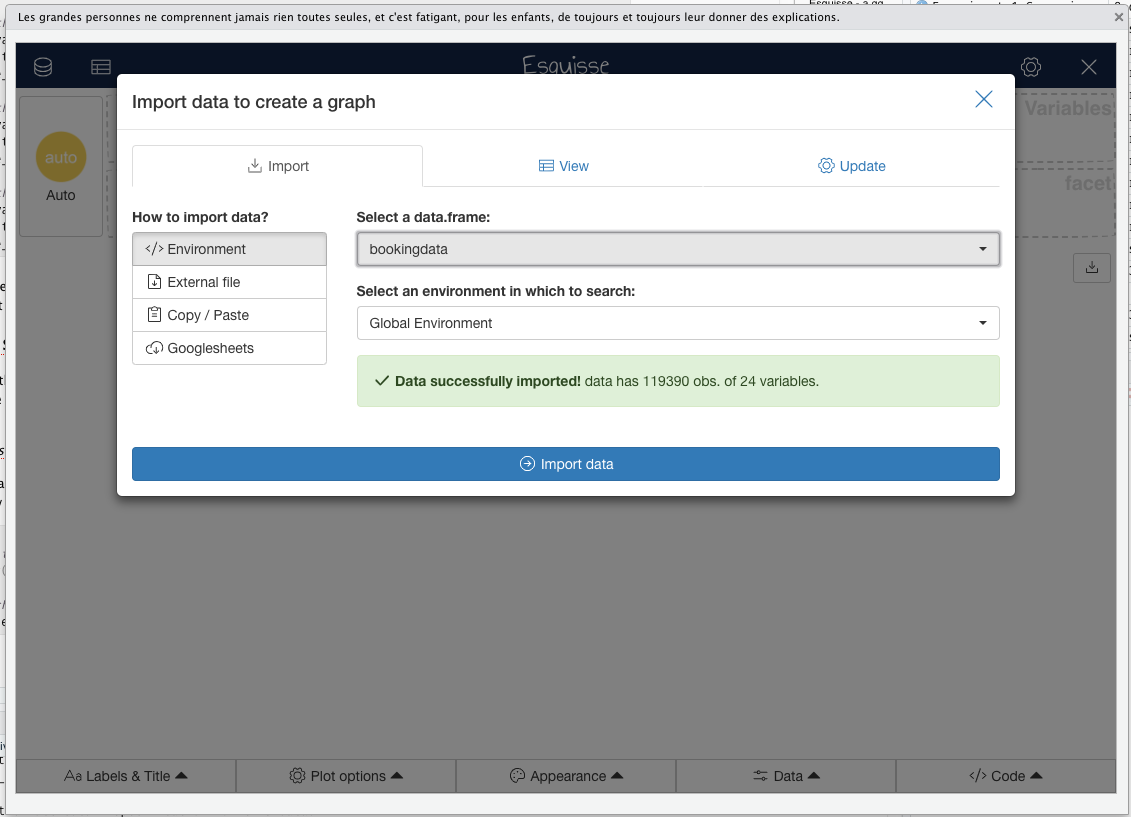 Les grandes personnes ne comprennent jamais rien toutes seules, et c'est fatigant, pour les enfants, de toujours et toujours leur donner des explications.
Esquisse
Import data to create a graph
Variables
auto
Auto
Import
View
Update
facet
How to import data?
Select a data.frame:
</> Environment
bookingdata
External file
Select an environment in which to search:
Copy / Paste
Global Environment
Googlesheets
Data successfully imported! data has 119390 obs. of 24 variables.
Import data
Aa Labels & Title
Plot options
Appearance
Data
</> Code